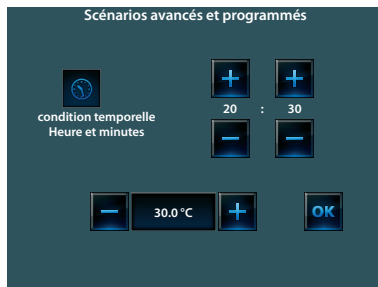 Scénarios avancés et programmés
condition temporelle
Heure et minutes
20 : 30
30.0 °C
OK